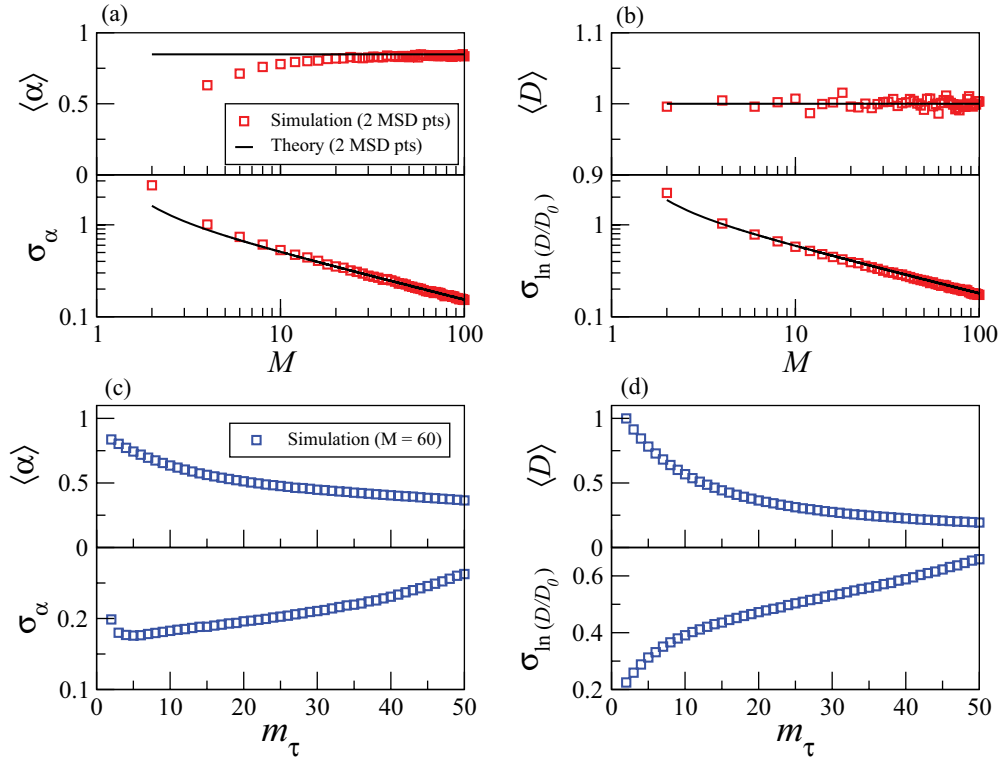 (a)
(b)
1
0.5
0
⟨α⟩
Simulation (2 MSD pts)
Theory (2 MSD pts)
1.1
1
0.9
⟨D⟩
1
0.1
σα
1
10
100
M
1
0.1
σln (D/D0)
1
10
100
M
(c)
(d)
1
0.5
0
⟨α⟩
Simulation (M = 60)
1
0.5
0
⟨D⟩
0.2
0.1
σα
0
10
20
30
40
50
mτ
0.6
0.4
0.2
σln (D/D0)
0
10
20
30
40
50
mτ